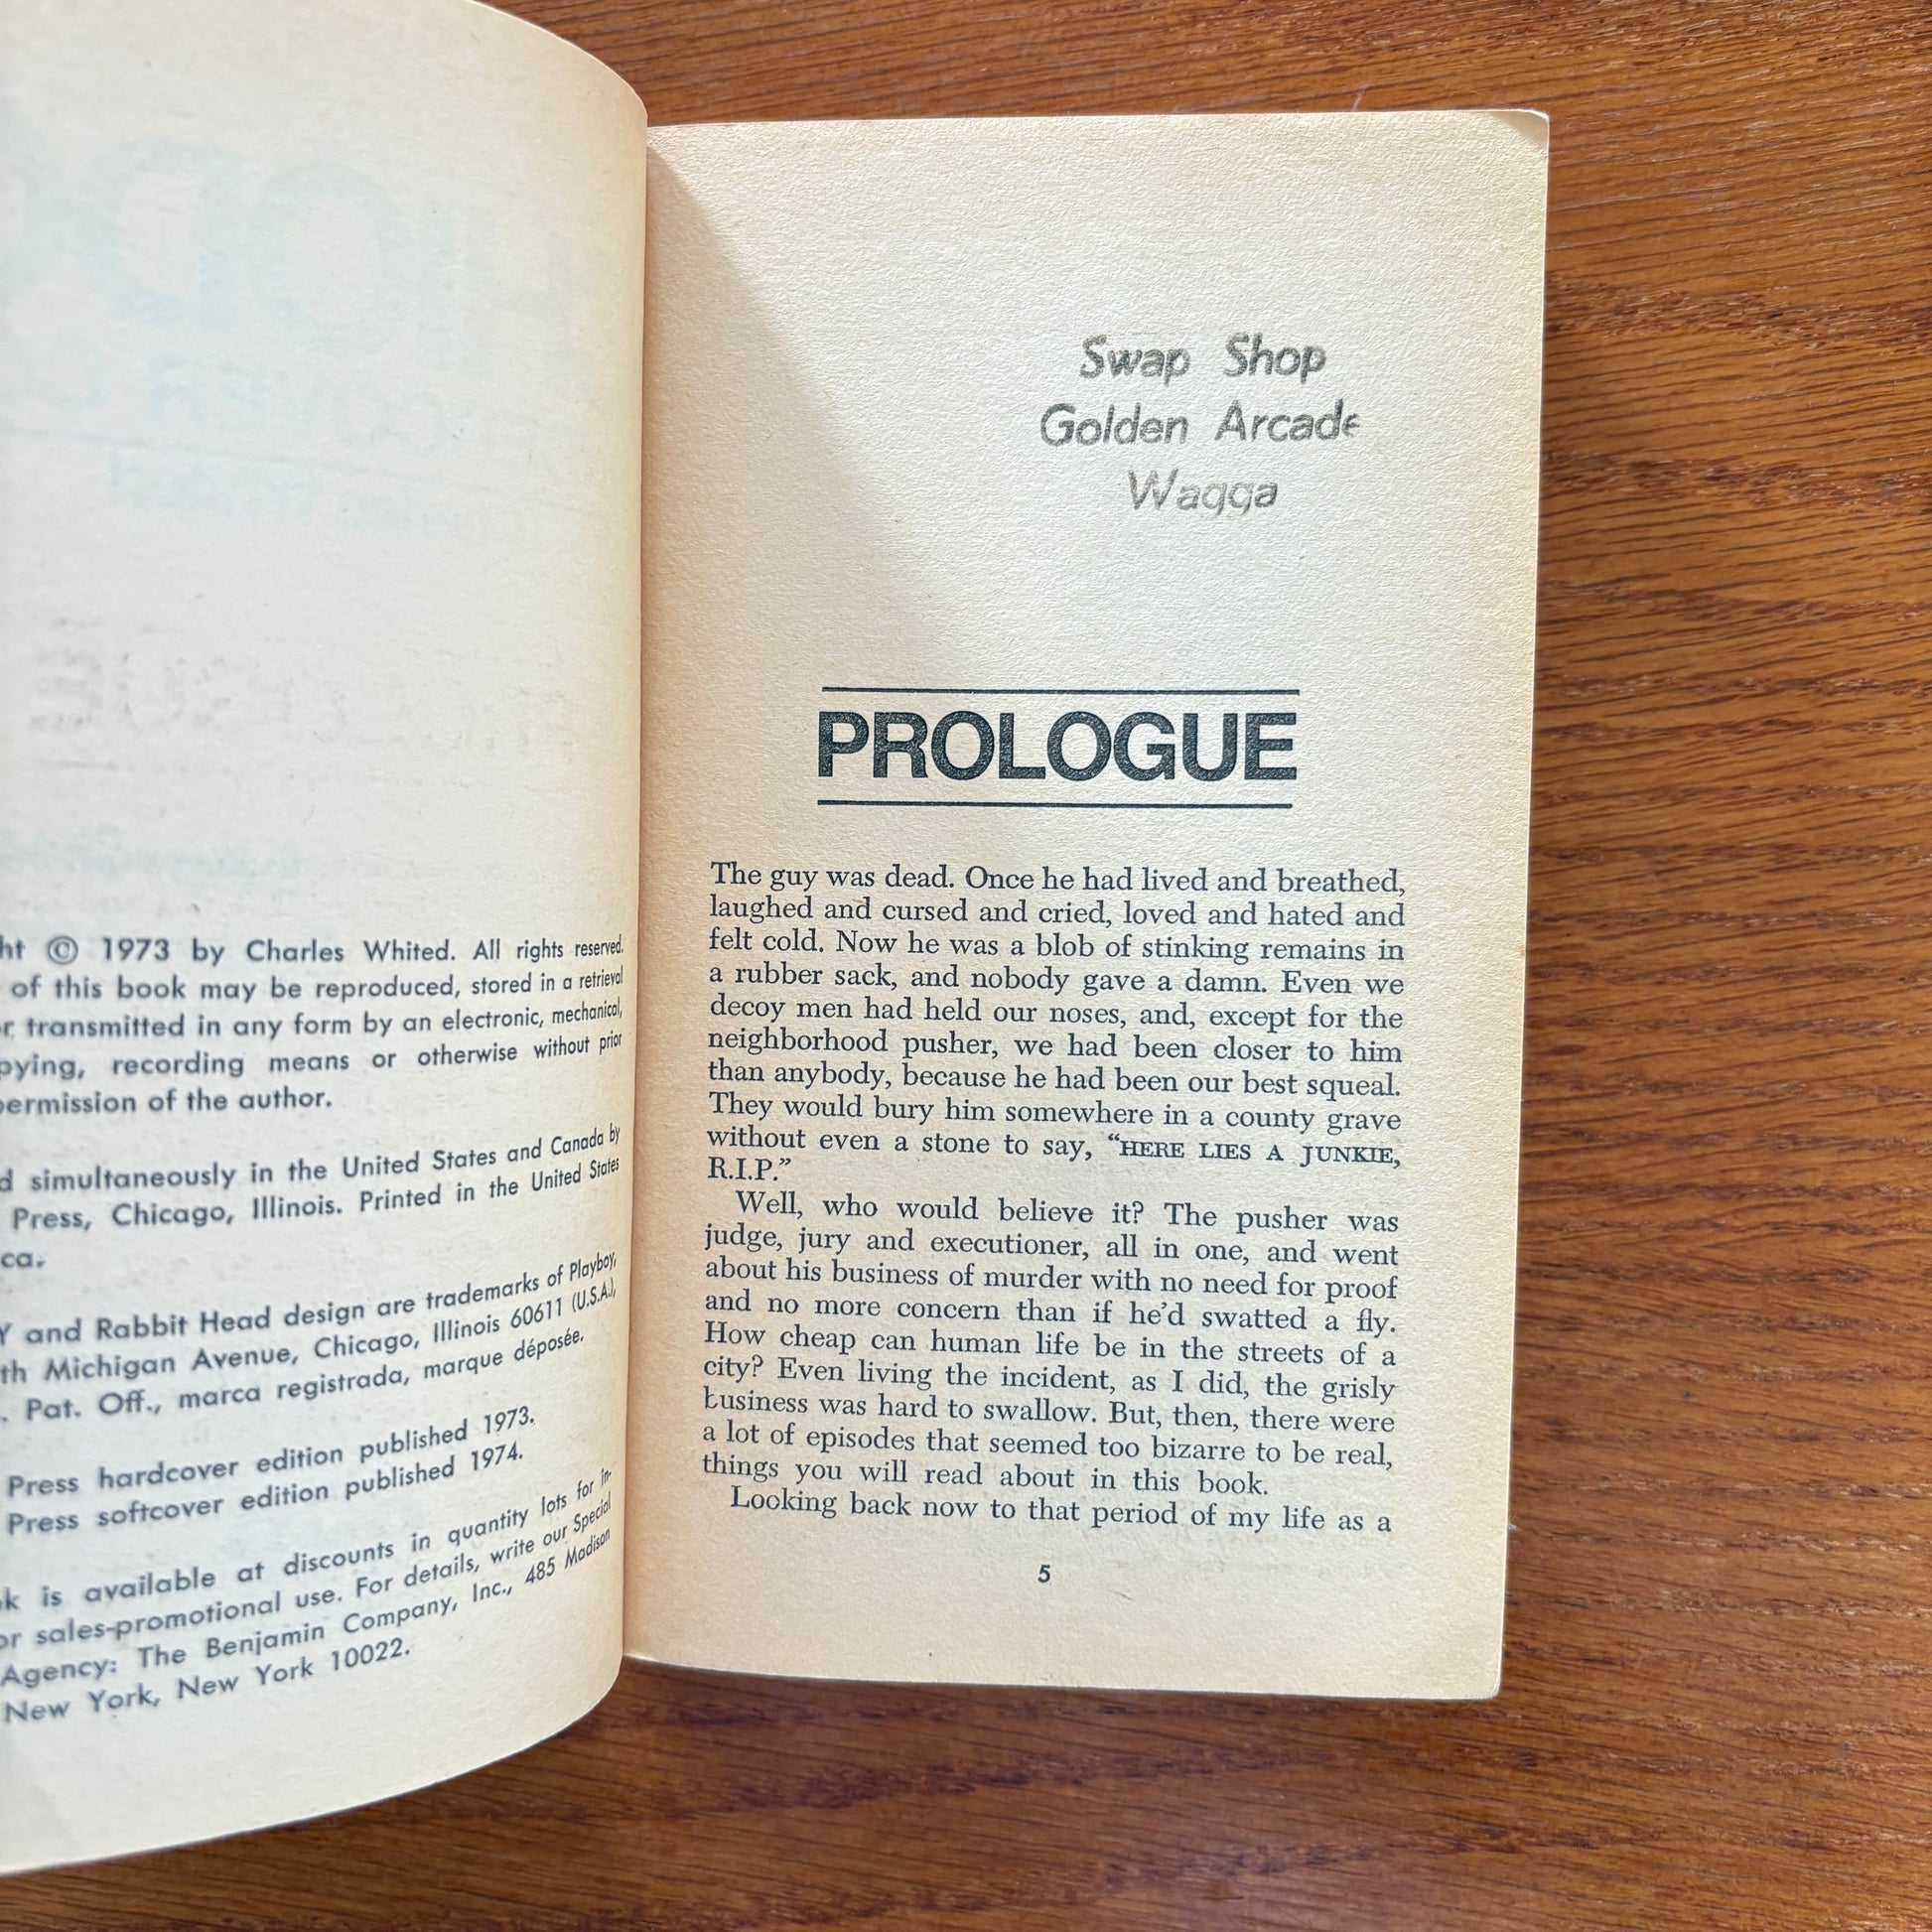 ht © 1973 by Charles Whited. All rights reserved.
of this book may be reproduced, stored in a retrieval
or transmitted in any form by an electronic, mechanical,
pying, recording means or otherwise without prior
permission of the author.
d simultaneously in the United States and Canada by
Press, Chicago, Illinois. Printed in the United States
ca.
Y and Rabbit Head design are trademarks of Playboy,
th Michigan Avenue, Chicago, Illinois 60611 (U.S.A.),
. Pat. Off., marca registrada, marque déposée.
Press hardcover edition published 1973.
Press softcover edition published 1974.
k is available at discounts in quantity lots for in-
or sales-promotional use. For details, write our Special
Agency: The Benjamin Company, Inc., 485 Madison
New York, New York 10022.
Swap Shop
Golden Arcade
Wagga
PROLOGUE
The guy was dead. Once he had lived and breathed,
laughed and cursed and cried, loved and hated and
felt cold. Now he was a blob of stinking remains in
a rubber sack, and nobody gave a damn. Even we
decoy men had held our noses, and, except for the
neighborhood pusher, we had been closer to him
than anybody, because he had been our best squeal.
They would bury him somewhere in a county grave
without even a stone to say, “HERE LIES A JUNKIE,
R.I.P.”
Well, who would believe it? The pusher was
judge, jury and executioner, all in one, and went
about his business of murder with no need for proof
and no more concern than if he’d swatted a fly.
How cheap can human life be in the streets of a
city? Even living the incident, as I did, the grisly
business was hard to swallow. But, then, there were
a lot of episodes that seemed too bizarre to be real,
things you will read about in this book.
Looking back now to that period of my life as a
5